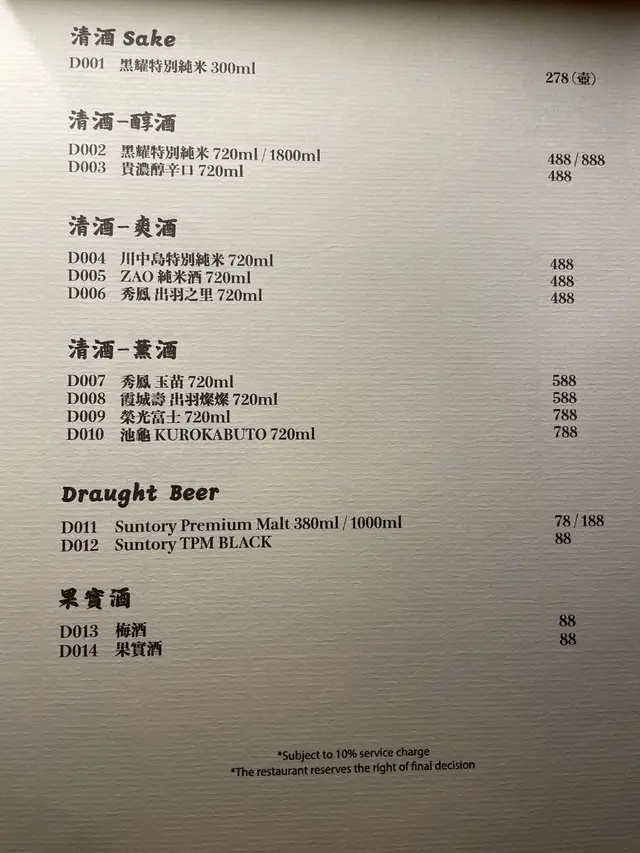 清酒 Sake
D001 黑耀特別純米 300ml 278(壺)
清酒-醇酒
D002 黑耀特別純米 720ml / 1800ml 488 / 888
D003 貴濃醇辛口 720ml 488
清酒-爽酒
D004 川中島特別純米 720ml 488
D005 ZAO 純米酒 720ml 488
D006 秀鳳 出羽之里 720ml 488
清酒-薰酒
D007 秀鳳 玉苗 720ml 588
D008 霞城壽 出羽燦燦 720ml 588
D009 榮光富士 720ml 788
D010 池龜 KUROKABUTO 720ml 788
Draught Beer
D011 Suntory Premium Malt 380ml / 1000ml 78 / 188
D012 Suntory TPM BLACK 88
果實酒
D013 梅酒 88
D014 果實酒 88
*Subject to 10% service charge
*The restaurant reserves the right of final decision